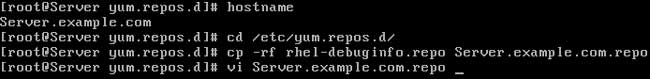 [root@Server yum.repos.d]# hostname
Server.example.com
[root@Server yum.repos.d]# cd /etc/yum.repos.d/
[root@Server yum.repos.d]# cp -rf rhel-debuginfo.repo Server.example.com.repo
[root@Server yum.repos.d]# vi Server.example.com.repo _